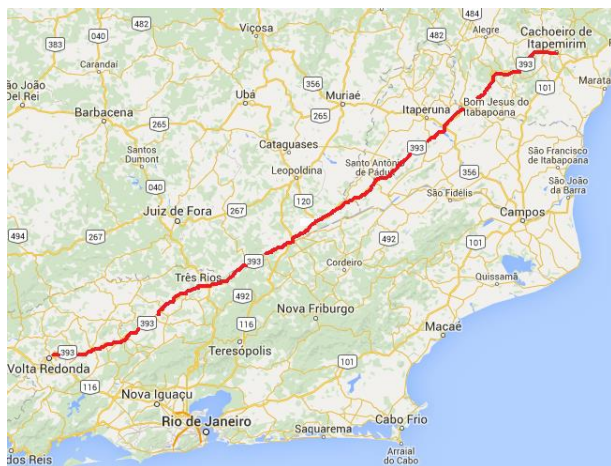 482
484
482
Cachoeiro de
Itapemirim
383
040
Viçosa
Alegre
393
Carandaí
356
101
Marata
ão João
Del Rei
Ubá
Muriaé
Barbacena
265
Itaperuna
Bom Jesus do
Itabapoana
265
Cataguases
393
São Francisco
de Itabapoana
Santos
Dumont
Santo Antônio
de Pádua
Leopoldina
356
040
São João
da Barra
120
São Fidélis
Juiz de Fora
267
Campos
494
267
492
101
393
Cordeiro
Três Rios
Quissamã
492
Nova Friburgo
393
116
Macaé
Teresópolis
393
Volta Redonda
101
116
Nova Iguaçu
Rio de Janeiro
Cabo Frio
Saquarema
Arraial
do Cabo
dos Reis